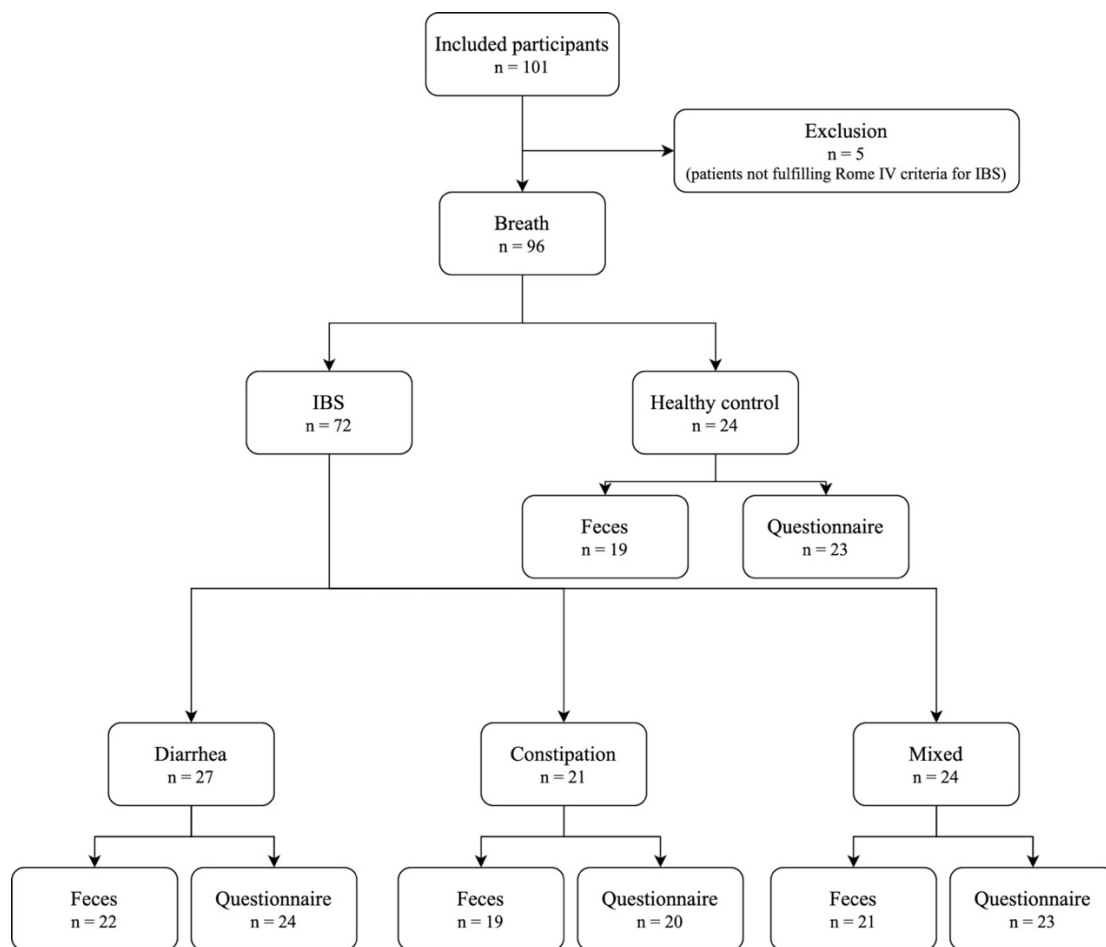 Included participants
n = 101
Exclusion
n = 5
(patients not fulfilling Rome IV criteria for IBS)
Breath
n = 96
IBS
n = 72
Healthy control
n = 24
Feces
n = 19
Questionnaire
n = 23
Diarrhea
n = 27
Constipation
n = 21
Mixed
n = 24
Feces
n = 22
Questionnaire
n = 24
Feces
n = 19
Questionnaire
n = 20
Feces
n = 21
Questionnaire
n = 23